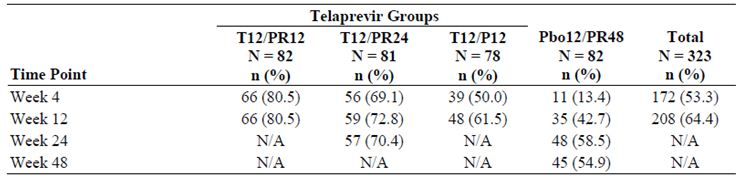 Telaprevir Groups
T12/PR12 T12/PR24 T12/P12 Pbo12/PR48 Total
N = 82 N = 81 N = 78 N = 82 N = 323
Time Point n (%) n (%) n (%) n (%) n (%)
Week 4 66 (80.5) 56 (69.1) 39 (50.0) 11 (13.4) 172 (53.3)
Week 12 66 (80.5) 59 (72.8) 48 (61.5) 35 (42.7) 208 (64.4)
Week 24 N/A 57 (70.4) N/A 48 (58.5) N/A
Week 48 N/A N/A N/A 45 (54.9) N/A